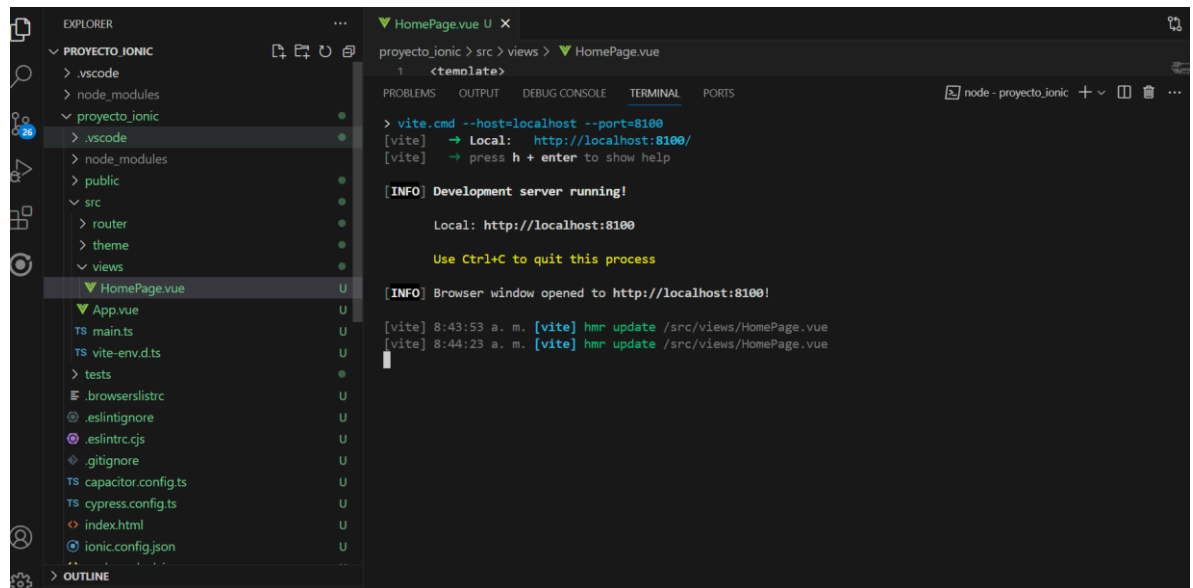 EXPLORER
PROYECTO_IONIC
.vscode
node_modules
proyecto_ionic
.vscode
node_modules
public
src
router
theme
views
HomePage.vue U
App.vue U
TS main.ts U
TS vite-env.d.ts U
tests
.browserslistrc U
.eslintignore U
.eslintrc.cjs U
.gitignore U
TS capacitor.config.ts U
TS cypress.config.ts U
index.html U
ionic.config.json U
OUTLINE
26
HomePage.vue U
proyecto_ionic > src > views > HomePage.vue
1 <template>
PROBLEMS OUTPUT DEBUG CONSOLE TERMINAL PORTS
node - proyecto_ionic
> vite.cmd --host=localhost --port=8100
[vite] → Local: http://localhost:8100/
[vite] → press h + enter to show help
[INFO] Development server running!
Local: http://localhost:8100
Use Ctrl+C to quit this process
[INFO] Browser window opened to http://localhost:8100!
[vite] 8:43:53 a. m. [vite] hmr update /src/views/HomePage.vue
[vite] 8:44:23 a. m. [vite] hmr update /src/views/HomePage.vue